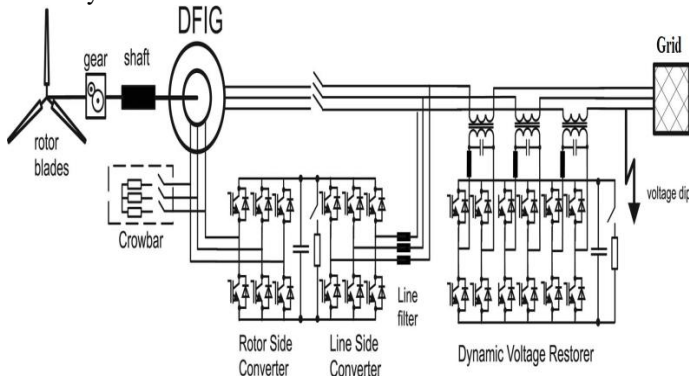 DFIG
Grid
gear
shaft
rotor
blades
voltage dip
Crowbar
Line
filter
Rotor Side
Converter
Line Side
Converter
Dynamic Voltage Restorer